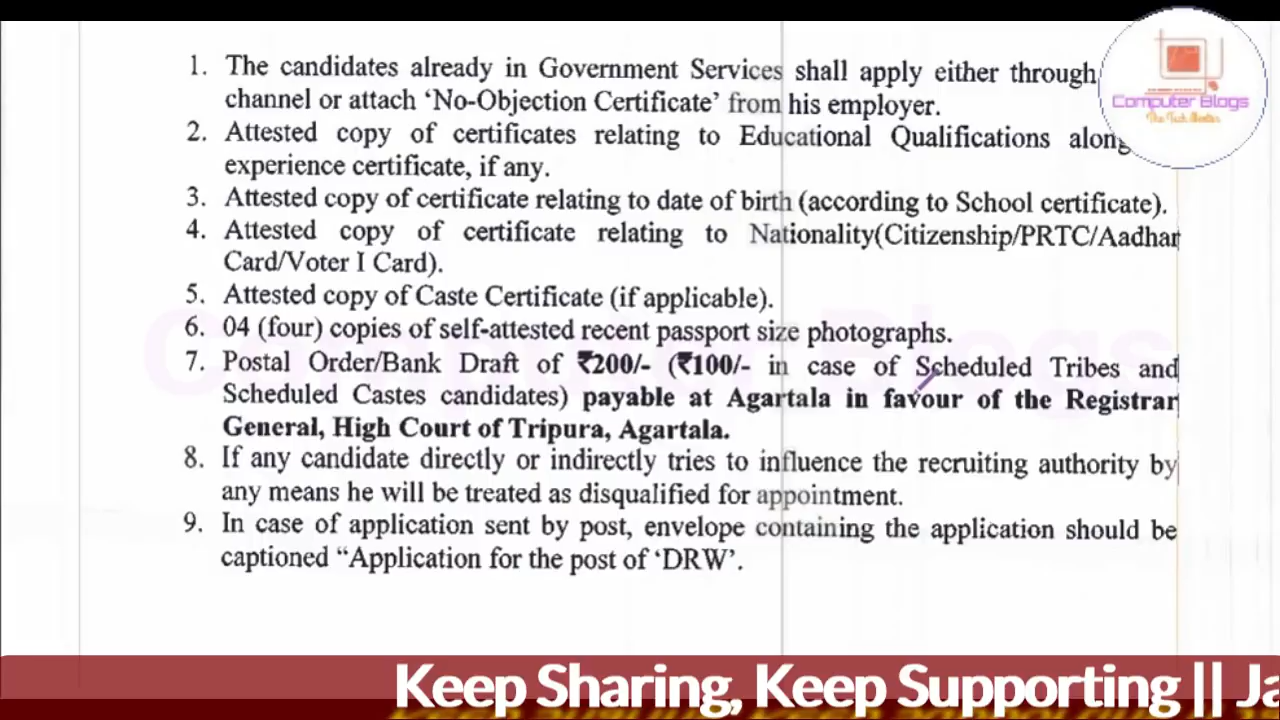 1. The candidates already in Government Services shall apply either through
channel or attach ‘No-Objection Certificate’ from his employer.
2. Attested copy of certificates relating to Educational Qualifications
experience certificate, if any.
3. Attested copy of certificate relating to date of birth (according to School certificate).
4. Attested copy of certificate relating to Nationality(Citizenship/PRTC/Aadhar
Card/Voter I Card).
5. Attested copy of Caste Certificate (if applicable).
6. 04 (four) copies of self-attested recent passport size photographs.
7. Postal Order/Bank Draft of ₹200/- (₹100/- in case of Scheduled Tribes and
Scheduled Castes candidates) payable at Agartala in favour of the Registrar
General, High Court of Tripura, Agartala.
8. If any candidate directly or indirectly tries to influence the recruiting authority by
any means he will be treated as disqualified for appointment.
9. In case of application sent by post, envelope containing the application should be
captioned “Application for the post of ‘DRW’.
Computer Blogs
The Tech Mentor
Keep Sharing, Keep Supporting || Ja